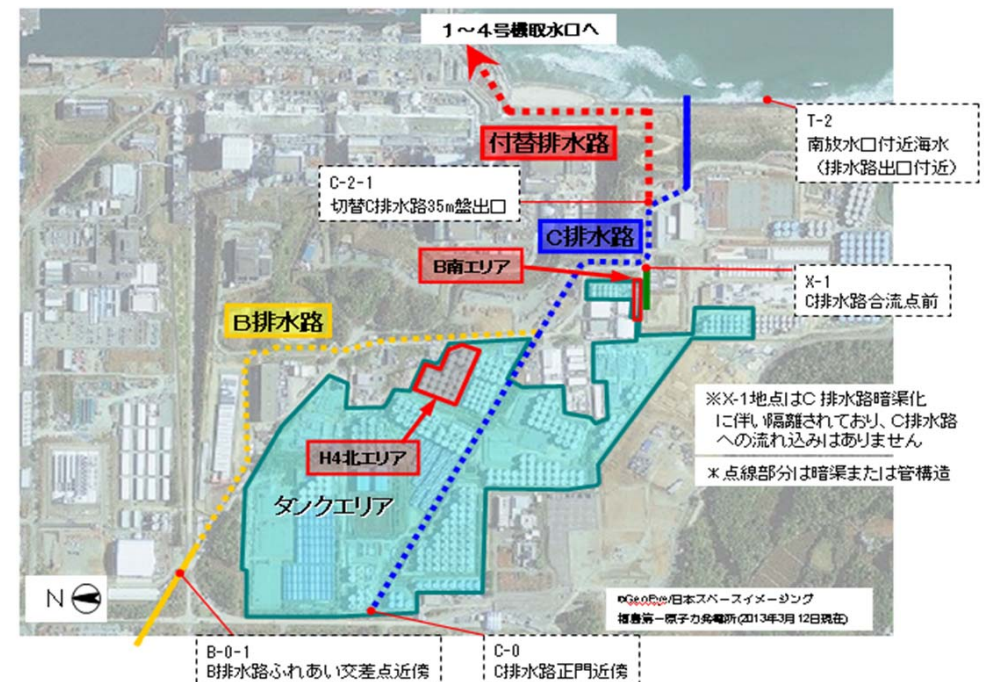 1~4号機取水口へ
付替排水路
T-2
南放水口付近海水
(排水路出口付近)
C-2-1
切替C排水路35m盤出口
C排水路
B南エリア
X-1
C排水路合流点前
B排水路
※X-1地点はC 排水路暗渠化
に伴い隔離されており、C排水路
への流れ込みはありません
H4北エリア
*点線部分は暗渠または管構造
タンクエリア
N
©GeoEye/日本スペースイメージング
福島第一原子力発電所(2013年3月12日現在)
B-0-1
B排水路ふれあい交差点近傍
C-0
C排水路正門近傍